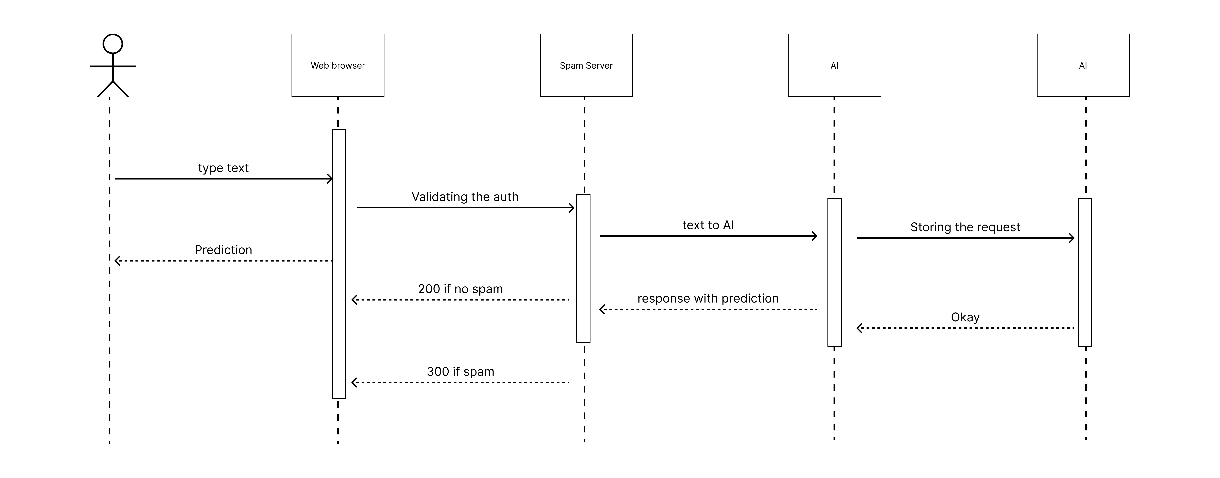 Web browser
Spam Server
AI
AI
type text
Validating the auth
text to AI
Storing the request
Prediction
200 if no spam
response with prediction
Okay
300 if spam